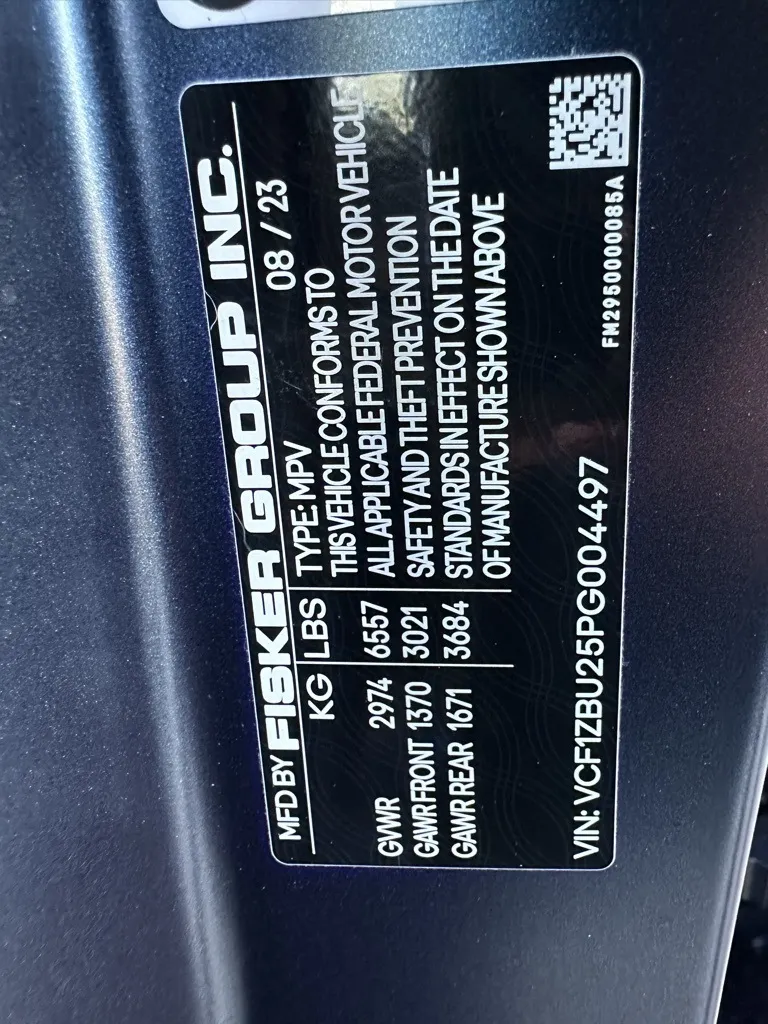 MFD BY FISKER GROUP INC.
08 / 23
KG LBS TYPE: MPV
THIS VEHICLE CONFORMS TO
GVWR 2974 6557 ALL APPLICABLE FEDERAL MOTOR VEHICLE
GAWR FRONT 1370 3021 SAFETY AND THEFT PREVENTION
GAWR REAR 1671 3684 STANDARDS IN EFFECT ON THE DATE
OF MANUFACTURE SHOWN ABOVE
VIN: VCF1ZBU25PG004497
FM2950000085A